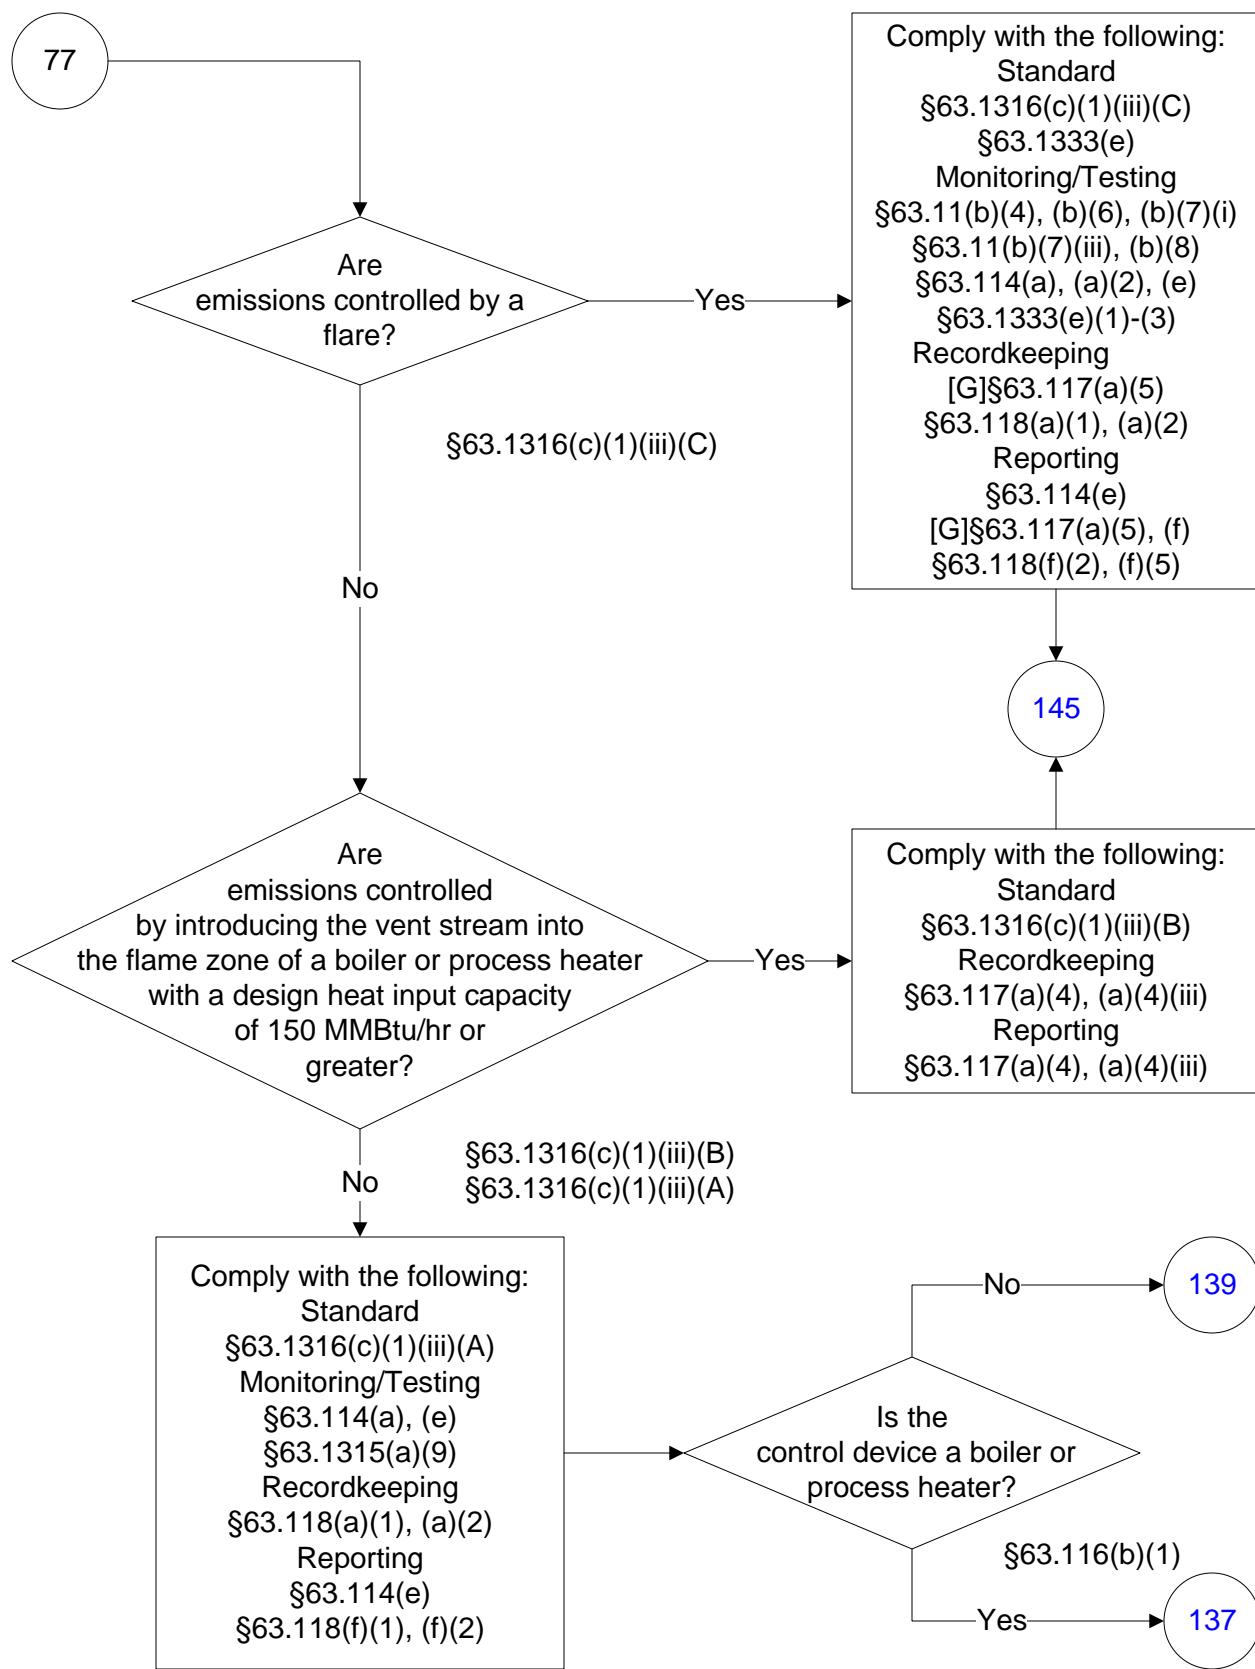 77
Are
emissions controlled by a
flare?
Yes
Comply with the following:
Standard
§63.1316(c)(1)(iii)(C)
§63.1333(e)
Monitoring/Testing
§63.11(b)(4), (b)(6), (b)(7)(i)
§63.11(b)(7)(iii), (b)(8)
§63.114(a), (a)(2), (e)
§63.1333(e)(1)-(3)
Recordkeeping
[G]§63.117(a)(5)
§63.118(a)(1), (a)(2)
Reporting
§63.114(e)
[G]§63.117(a)(5), (f)
§63.118(f)(2), (f)(5)
§63.1316(c)(1)(iii)(C)
No
145
Are
emissions controlled
by introducing the vent stream into
the flame zone of a boiler or process heater
with a design heat input capacity
of 150 MMBtu/hr or
greater?
Yes
Comply with the following:
Standard
§63.1316(c)(1)(iii)(B)
Recordkeeping
§63.117(a)(4), (a)(4)(iii)
Reporting
§63.117(a)(4), (a)(4)(iii)
No
§63.1316(c)(1)(iii)(B)
§63.1316(c)(1)(iii)(A)
Comply with the following:
Standard
§63.1316(c)(1)(iii)(A)
Monitoring/Testing
§63.114(a), (e)
§63.1315(a)(9)
Recordkeeping
§63.118(a)(1), (a)(2)
Reporting
§63.114(e)
§63.118(f)(1), (f)(2)
No
139
Is the
control device a boiler or
process heater?
§63.116(b)(1)
Yes
137